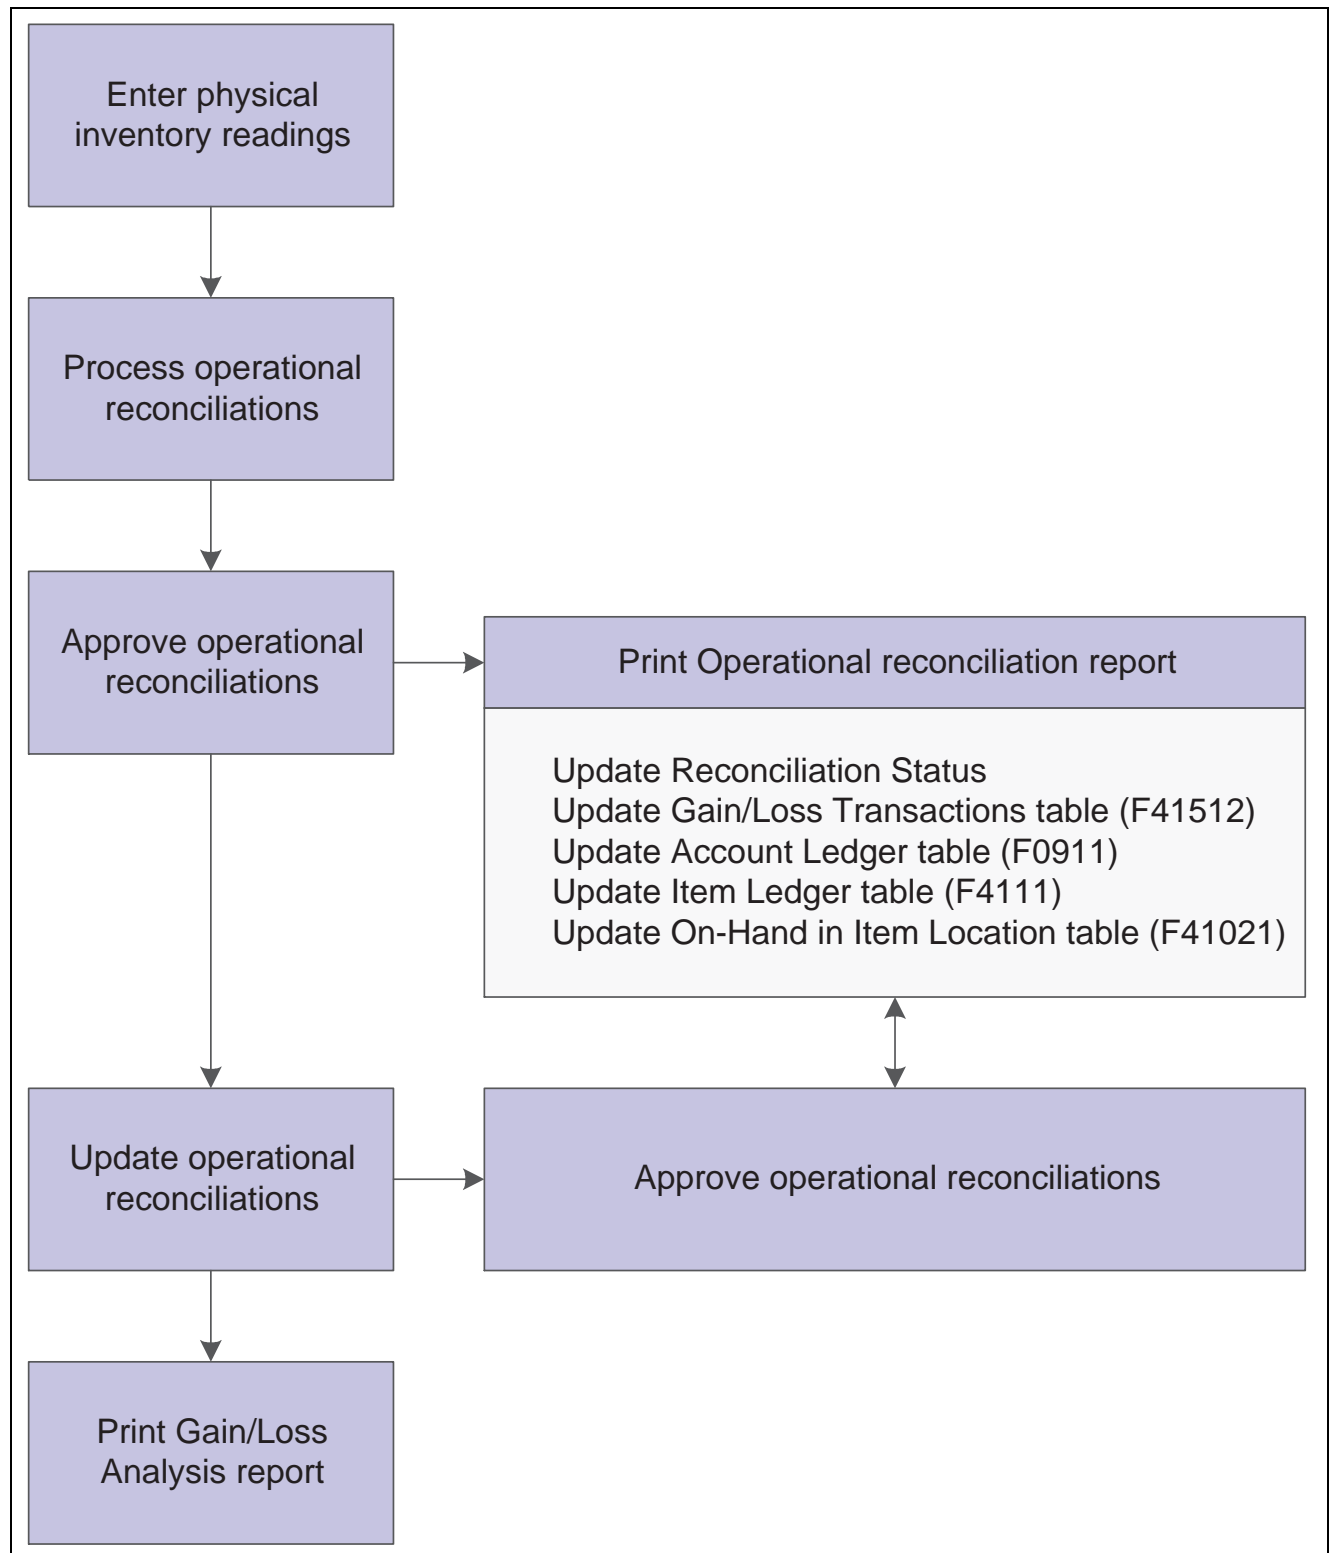 Enter physical
inventory readings
Process operational
reconciliations
Approve operational
reconciliations
Print Operational reconciliation report
Update Reconciliation Status
Update Gain/Loss Transactions table (F41512)
Update Account Ledger table (F0911)
Update Item Ledger table (F4111)
Update On-Hand in Item Location table (F41021)
Update operational
reconciliations
Approve operational reconciliations
Print Gain/Loss
Analysis report